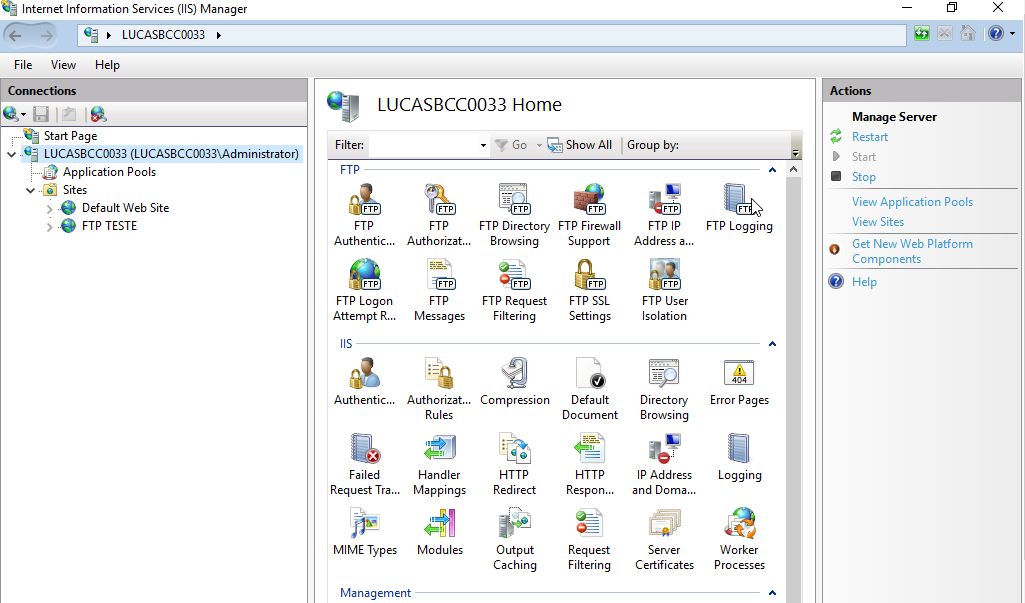 Internet Information Services (IIS) Manager
LUCASBCC0033
File View Help
Connections
Start Page
LUCASBCC0033 (LUCASBCC0033\Administrator)
Application Pools
Sites
Default Web Site
FTP TESTE
LUCASBCC0033 Home
Filter: Go Show All Group by:
FTP
FTP
Authentic...
FTP
Authorizat...
FTP Directory
Browsing
FTP Firewall
Support
FTP IP
Address a...
FTP Logging
FTP Logon
Attempt R...
FTP
Messages
FTP Request
Filtering
FTP SSL
Settings
FTP User
Isolation
IIS
Authentic...
Authorizat...
Rules
Compression
Default
Document
Directory
Browsing
404
Error Pages
Failed
Request Tra...
Handler
Mappings
HTTP
Redirect
HTTP
Respon...
IP Address
and Doma...
Logging
MIME Types
Modules
Output
Caching
Request
Filtering
Server
Certificates
Worker
Processes
Management
Actions
Manage Server
Restart
Start
Stop
View Application Pools
View Sites
Get New Web Platform
Components
Help